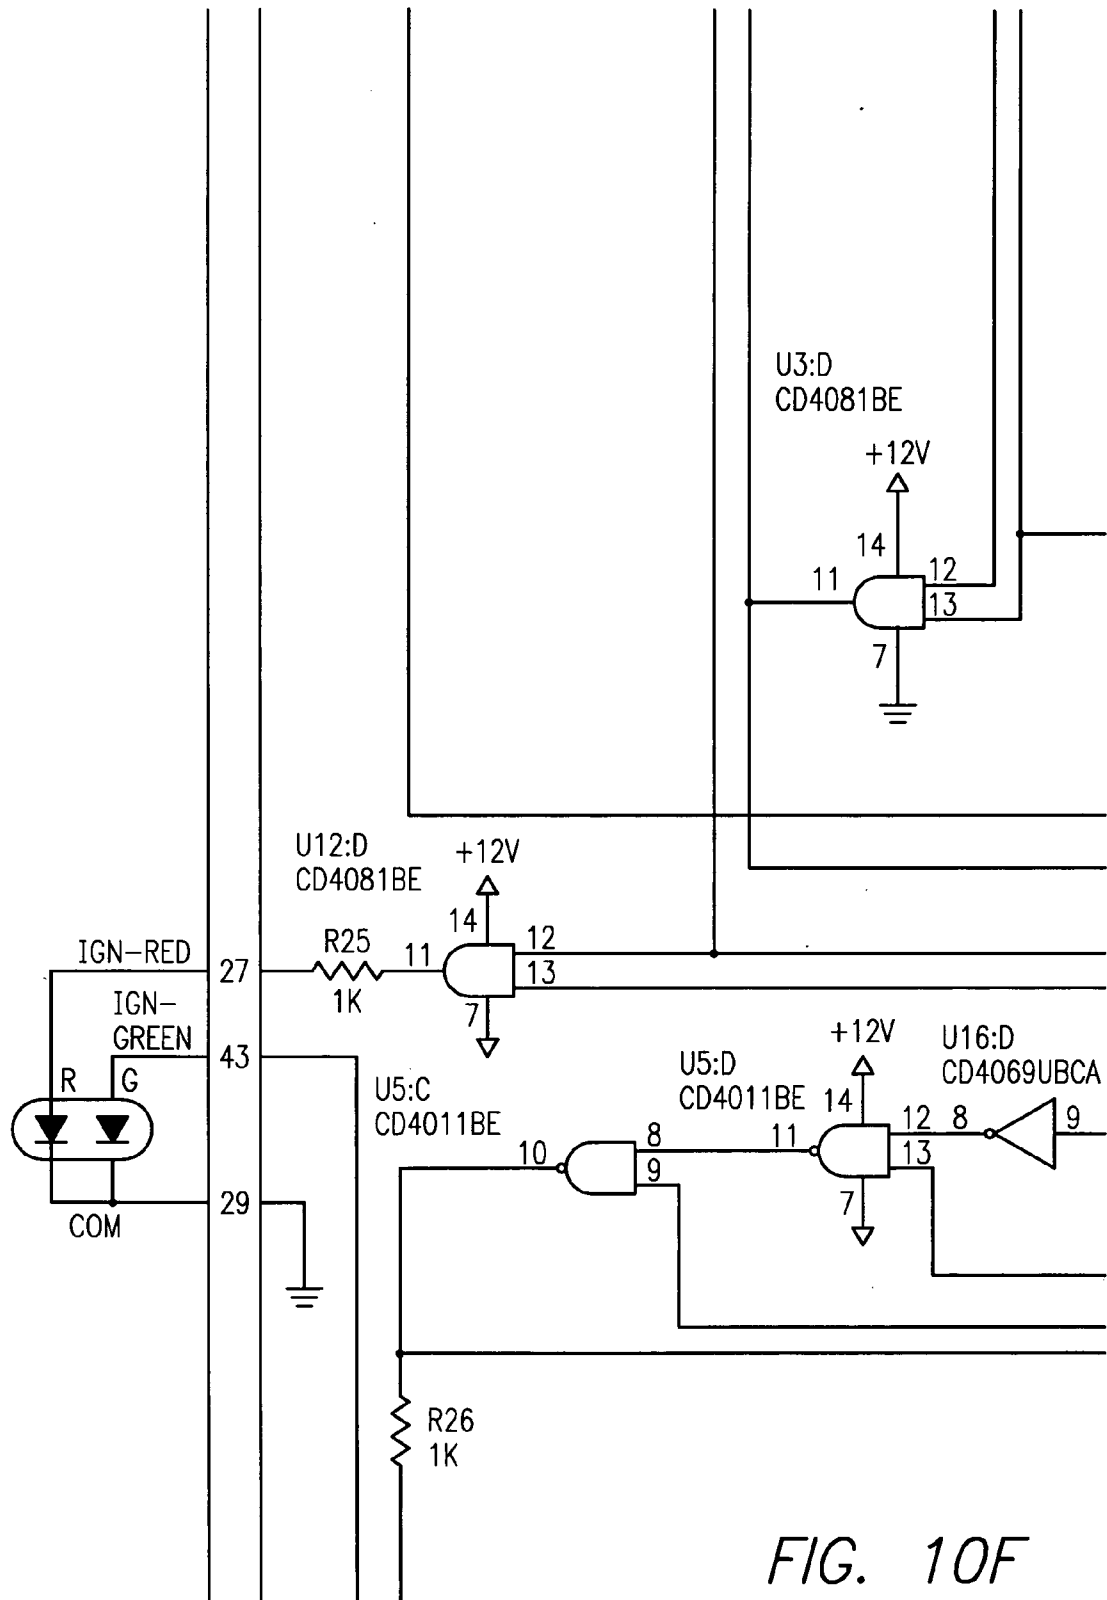 U3:D
CD4081BE
+12V
14
11
12
13
7
U12:D
CD4081BE
+12V
14
IGN-RED
27
R25
1K
11
12
13
7
IGN-
GREEN
43
+12V
U16:D
CD4069UBCA
U5:D
CD4011BE
14
R G
U5:C
CD4011BE
12
8
9
11
13
10
8
9
7
29
COM
R26
1K
FIG. 10F